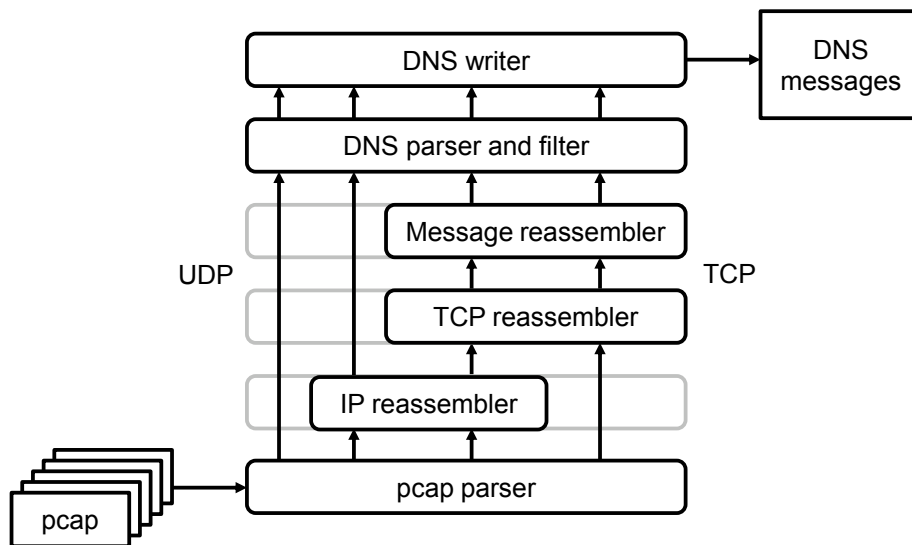 DNS writer
DNS
messages
DNS parser and filter
Message reassembler
UDP
TCP
TCP reassembler
IP reassembler
pcap parser
pcap